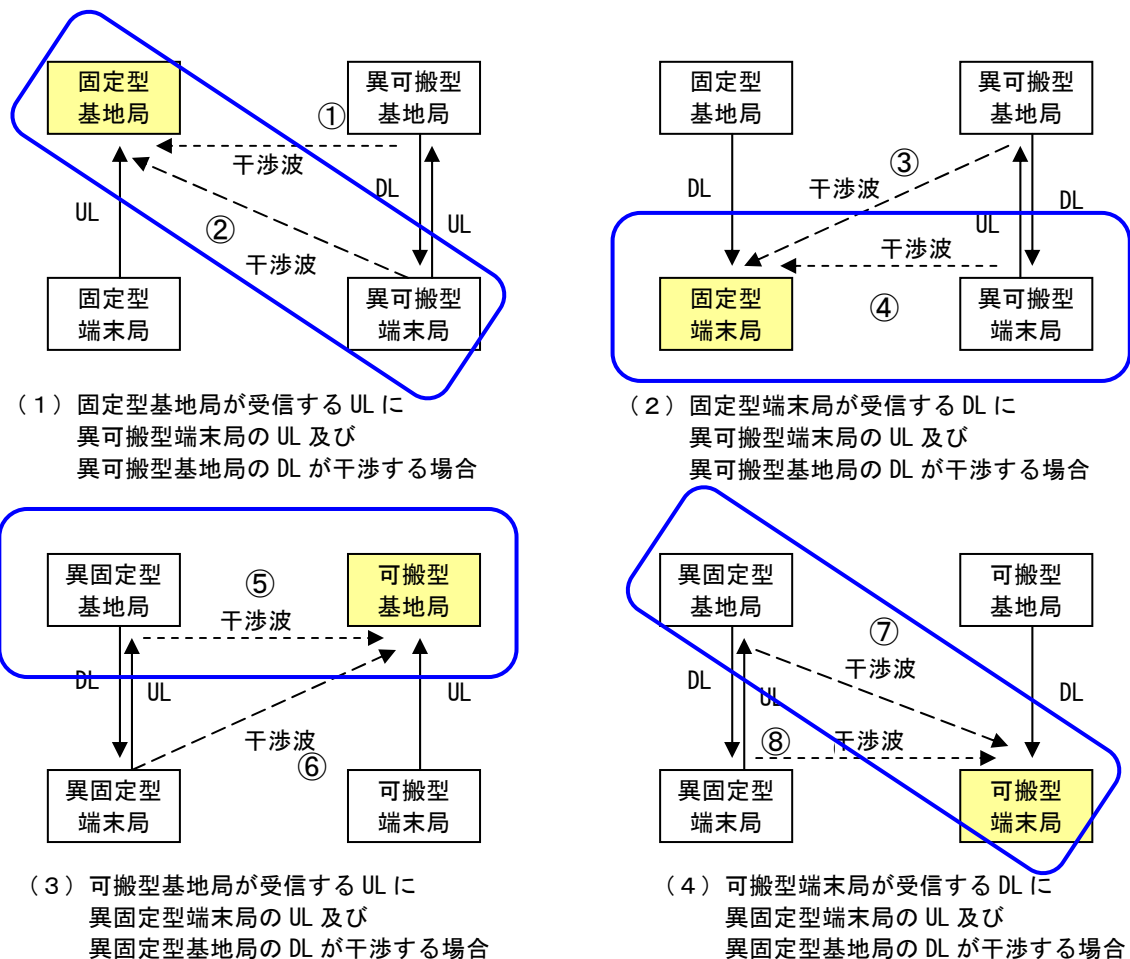 固定型
基地局
異可搬型
基地局
①
干渉波
DL
UL
UL
②
干渉波
固定型
端末局
異可搬型
端末局
(1)固定型基地局が受信する UL に
異可搬型端末局の UL 及び
異可搬型基地局の DL が干渉する場合
固定型
基地局
異可搬型
基地局
③
干渉波
DL
DL
UL
干渉波
④
固定型
端末局
異可搬型
端末局
(2)固定型端末局が受信する DL に
異可搬型端末局の UL 及び
異可搬型基地局の DL が干渉する場合
異固定型
基地局
可搬型
基地局
⑤
干渉波
DL
UL
UL
干渉波
⑥
異固定型
端末局
可搬型
端末局
(3)可搬型基地局が受信する UL に
異固定型端末局の UL 及び
異固定型基地局の DL が干渉する場合
異固定型
基地局
可搬型
基地局
⑦
干渉波
DL
UL
DL
⑧
干渉波
異固定型
端末局
可搬型
端末局
(4)可搬型端末局が受信する DL に
異固定型端末局の UL 及び
異固定型基地局の DL が干渉する場合